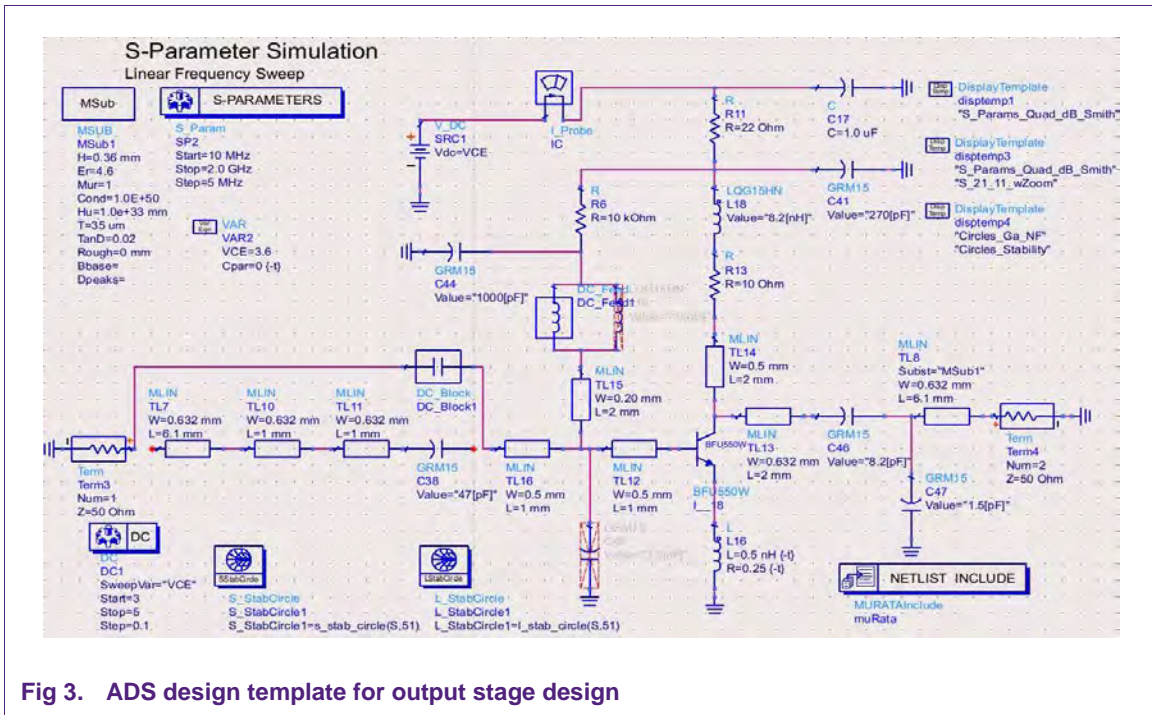 S-Parameter Simulation
Linear Frequency Sweep
MSub
MSUB
MSub1
H=0.36 mm
Er=4.6
Mur=1
Cond=1.0E+50
Hu=1.0e+33 mm
T=35 um
TanD=0.02
Rough=0 mm
Bbase=
Dpeaks=
S-PARAMETERS
S_Param
SP2
Start=10 MHz
Stop=2.0 GHz
Step=5 MHz
VAR
VAR2
VCE=3.6
Cpar=0 {-t}
V_DC
SRC1
Vdc=VCE
I_Probe
IC
R
R11
R=22 Ohm
C
C17
C=1.0 uF
DisplayTemplate
disptemp1
"S_Params_Quad_dB_Smith"
DisplayTemplate
disptemp3
"S_Params_Quad_dB_Smith"
"S_21_11_wZoom"
DisplayTemplate
disptemp4
"Circles_Ga_NF"
"Circles_Stability"
R
R6
R=10 kOhm
LQG15HN
L18
Value="8.2[nH]"
GRM15
C41
Value="270[pF]"
GRM15
C44
Value="1000[pF]"
R
R13
R=10 Ohm
DC_Feed1
MLIN
TL14
W=0.5 mm
L=2 mm
MLIN
TL15
W=0.20 mm
L=2 mm
MLIN
TL8
Subst="MSub1"
W=0.632 mm
L=6.1 mm
DC_Block
DC_Block1
Term
Term3
Num=1
Z=50 Ohm
MLIN
TL7
W=0.632 mm
L=6.1 mm
MLIN
TL10
W=0.632 mm
L=1 mm
MLIN
TL11
W=0.632 mm
L=1 mm
GRM15
C38
Value="47[pF]"
MLIN
TL16
W=0.5 mm
L=1 mm
MLIN
TL12
W=0.5 mm
L=1 mm
BFU550W
BFU550W
MLIN
TL13
W=0.632 mm
L=2 mm
GRM15
C46
Value="8.2[pF]"
GRM15
C47
Value="1.5[pF]"
Term
Term4
Num=2
Z=50 Ohm
L
L16
L=0.5 nH {-t}
R=0.25 {-t}
DC
DC
DC1
SweepVar="VCE"
Start=3
Stop=5
Step=0.1
SStabCircle
S_StabCircle
S_StabCircle1
S_StabCircle1=s_stab_circle(S,51)
LStabCircle
L_StabCircle
L_StabCircle1
L_StabCircle1=l_stab_circle(S,51)
NETLIST INCLUDE
MURATAInclude
muRata
Fig 3. ADS design template for output stage design